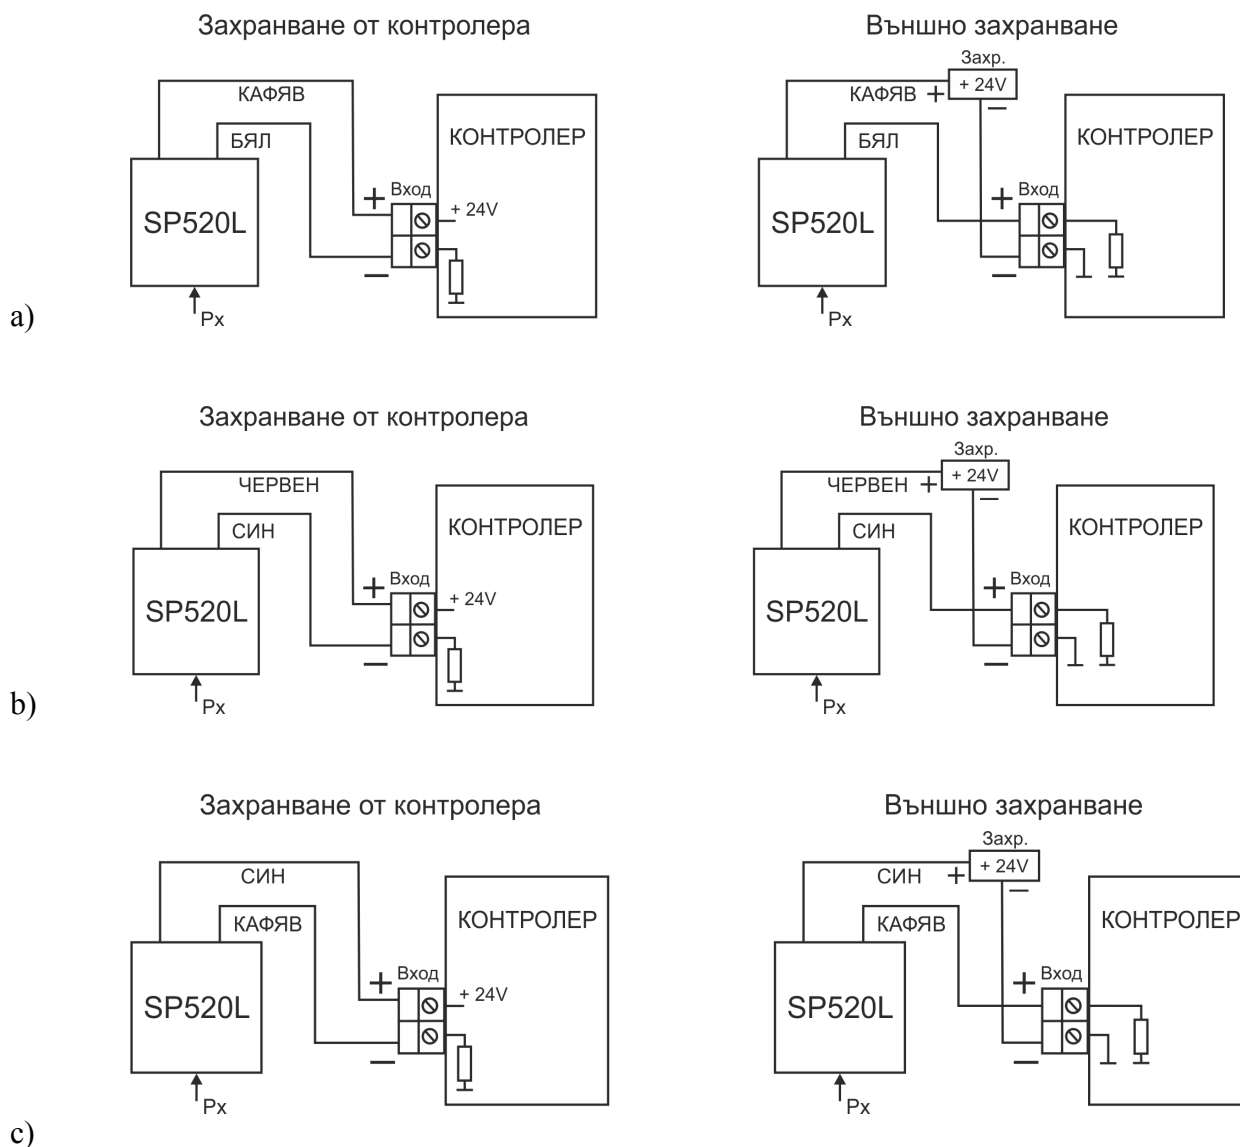 Захранване от контролера
КАФЯВ
БЯЛ
КОНТРОЛЕР
SP520L
+ Вход
+ 24V
—
Px
a)
Външно захранване
Захр.
+ 24V
КАФЯВ +
—
БЯЛ
КОНТРОЛЕР
SP520L
+ Вход
—
Px
Захранване от контролера
ЧЕРВЕН
СИН
КОНТРОЛЕР
SP520L
+ Вход
+ 24V
—
Px
b)
Външно захранване
Захр.
+ 24V
ЧЕРВЕН +
—
СИН
КОНТРОЛЕР
SP520L
+ Вход
—
Px
Захранване от контролера
СИН
КАФЯВ
КОНТРОЛЕР
SP520L
+ Вход
+ 24V
—
Px
c)
Външно захранване
Захр.
+ 24V
СИН +
—
КАФЯВ
КОНТРОЛЕР
SP520L
+ Вход
—
Px